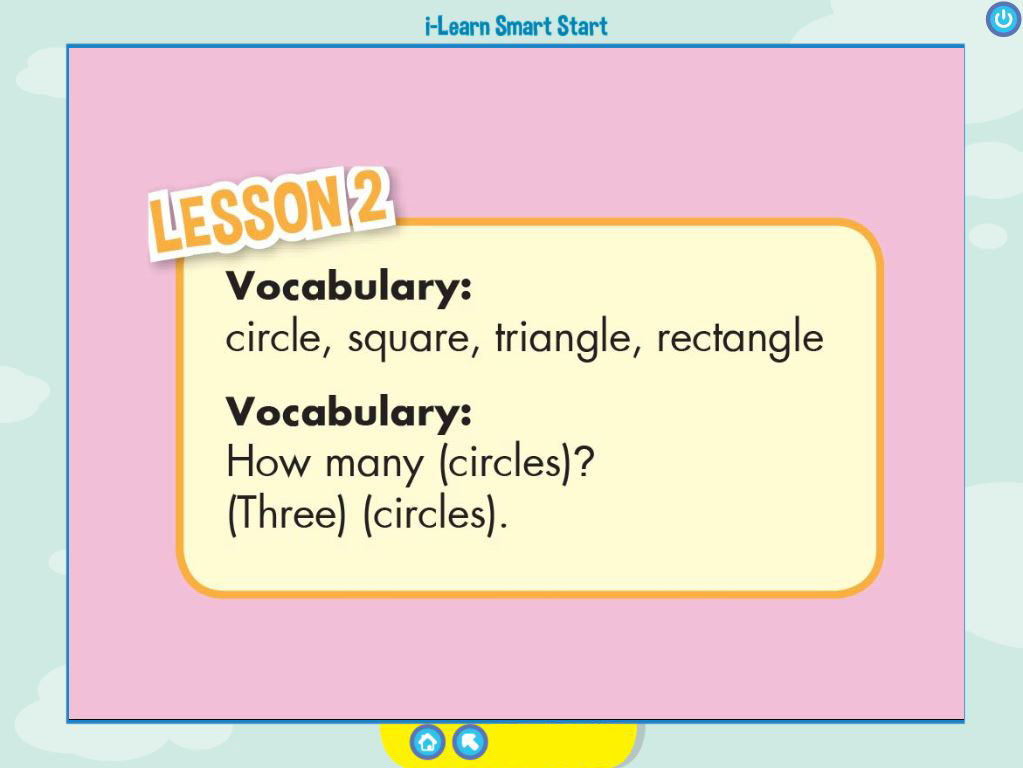 i-Learn Smart Start
LESSON 2
Vocabulary:
circle, square, triangle, rectangle
Vocabulary:
How many (circles)?
(Three) (circles).